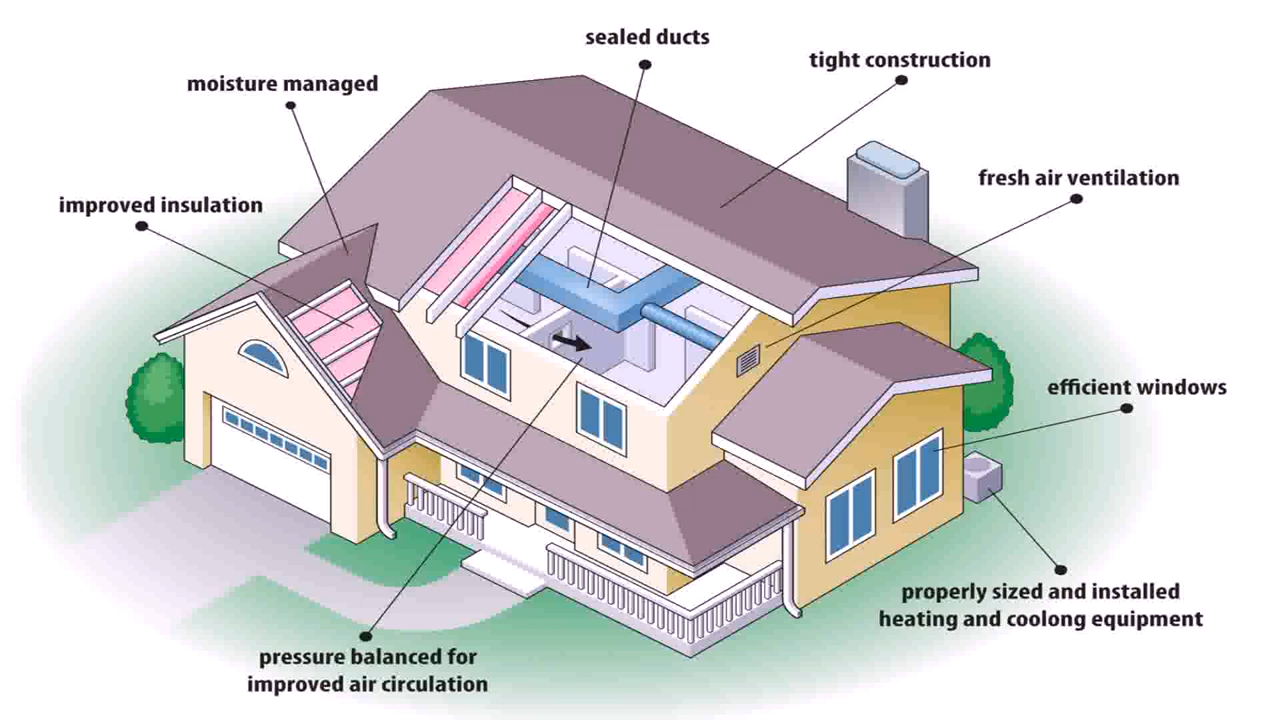 sealed ducts
tight construction
moisture managed
fresh air ventilation
improved insulation
efficient windows
properly sized and installed
heating and coolong equipment
pressure balanced for
improved air circulation